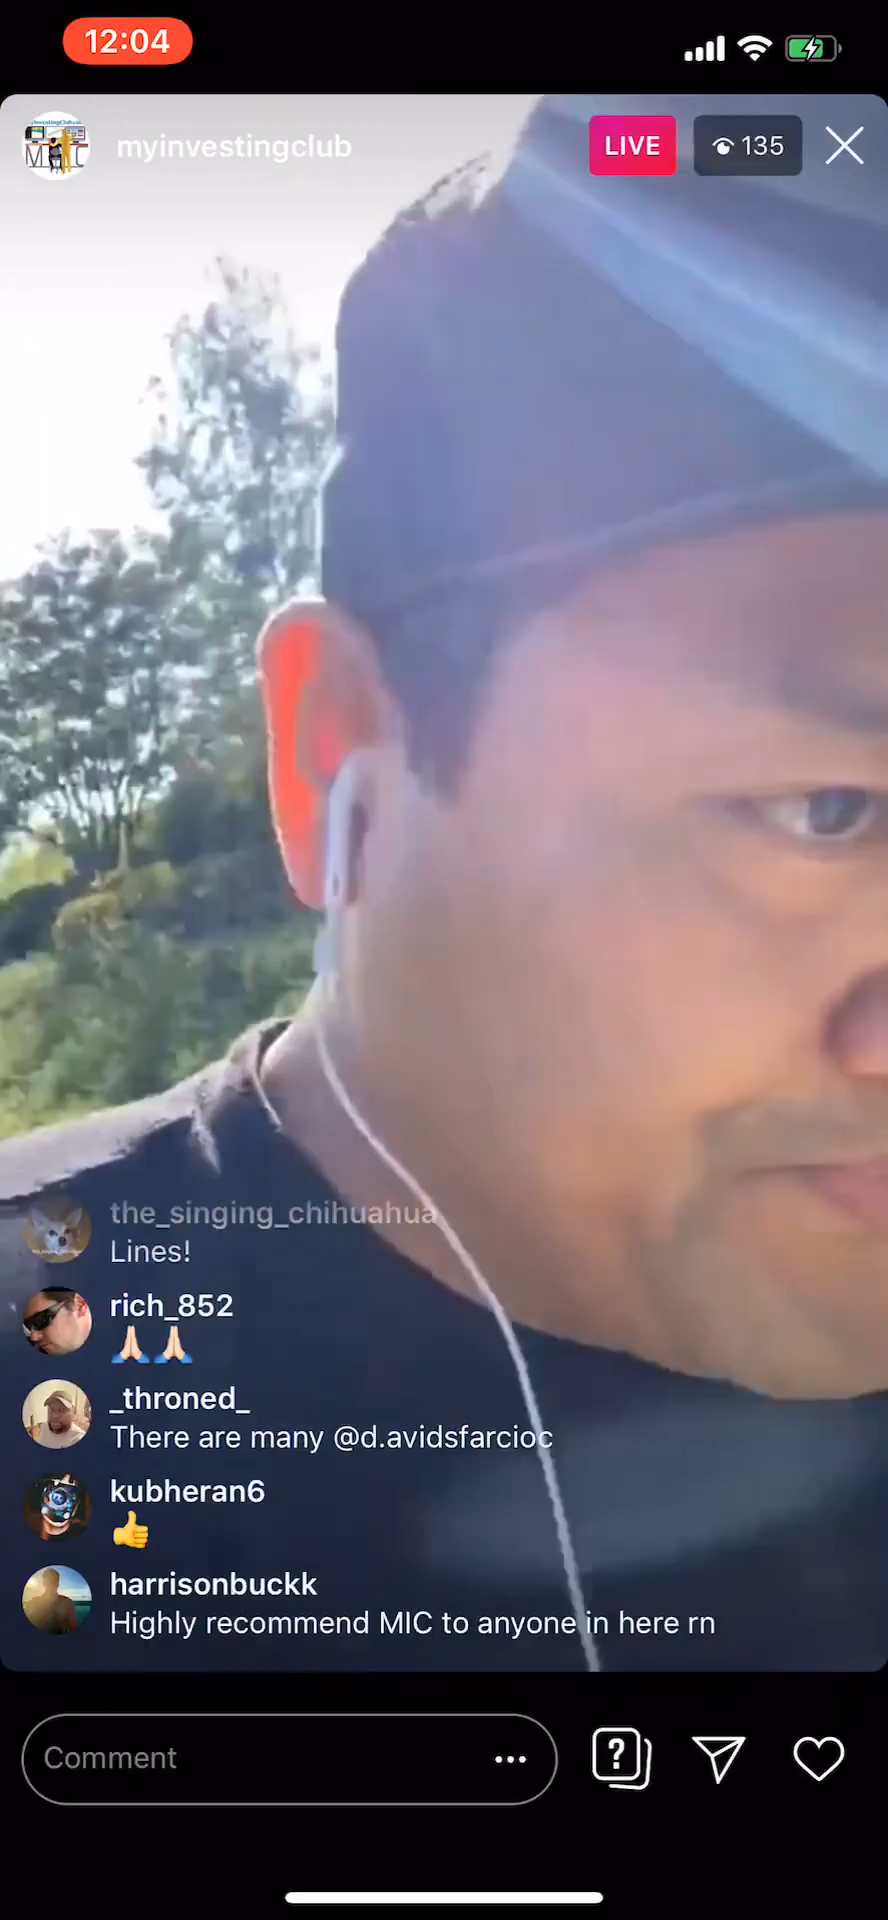 12:04
myinvestingclub
LIVE
135
the_singing_chihuahua
Lines!
rich_852
🙏🏻🙏🏻
_throned_
There are many @d.avidsfarcioc
kubheran6
👍
harrisonbuckk
Highly recommend MIC to anyone in here rn
Comment